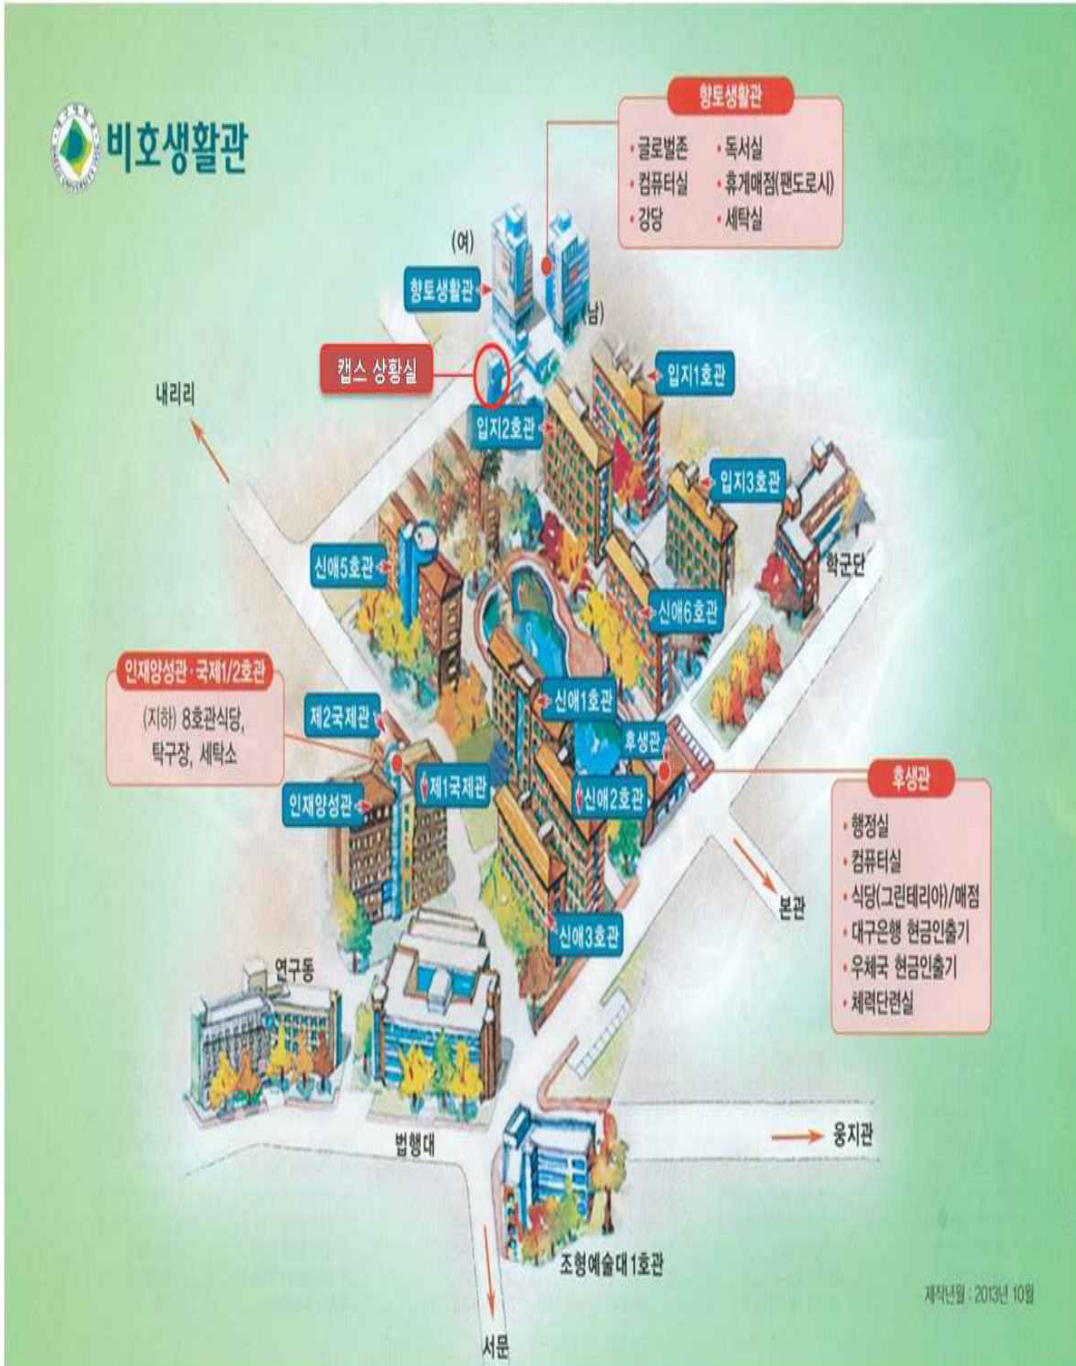 비호생활관
향토생활관
• 글로벌존
• 독서실
• 컴퓨터실
• 휴게매점(팬도로시)
• 강당
• 세탁실
(여)
향토생활관
(남)
캡스 상황실
입지1호관
내리리
입지2호관
입지3호관
신애5호관
학군단
신애6호관
인재양성관·국제1/2호관
(지하) 8호관식당,
탁구장, 세탁소
제2국제관
신애1호관
후생관
제1국제관
신애2호관
인재양성관
후생관
• 행정실
• 컴퓨터실
• 식당(그린테리아)/매점
• 대구은행 현금인출기
• 우체국 현금인출기
• 체력단련실
본관
신애3호관
연구동
법행대
웅지관
조형예술대1호관
서문
제작년월 : 2013년 10월